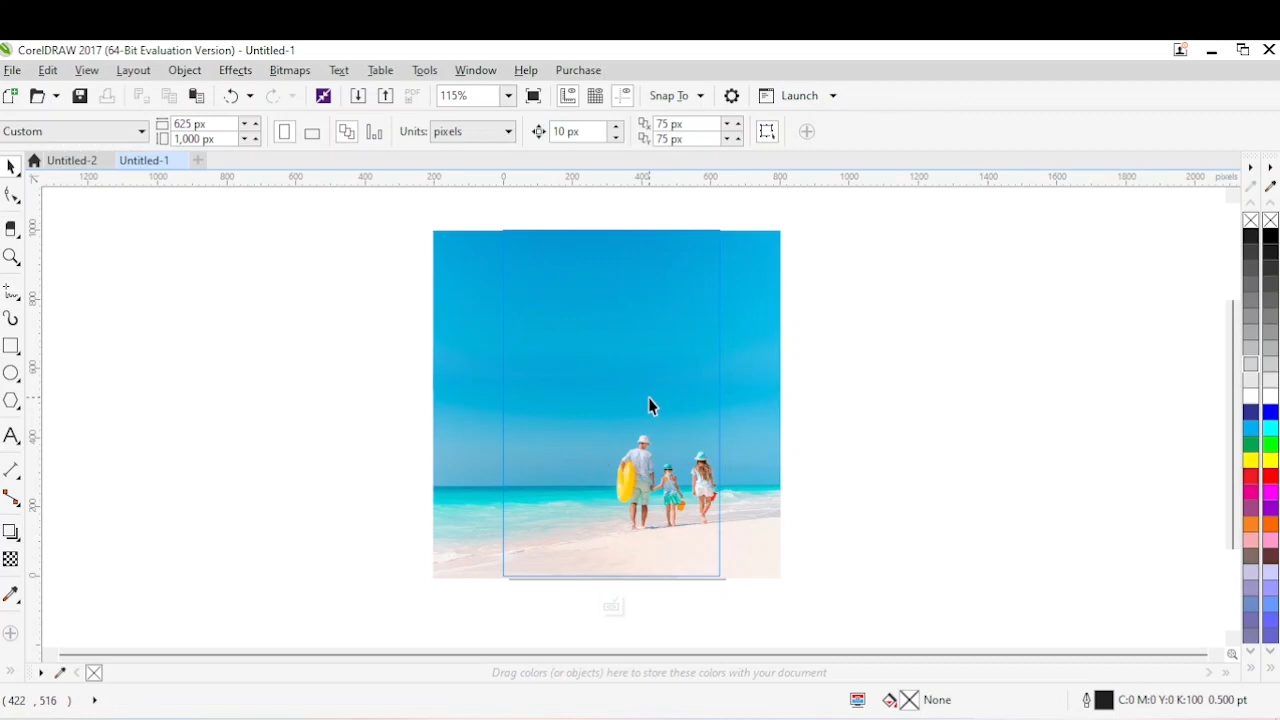 CorelDRAW 2017 (64-Bit Evaluation Version) - Untitled-1
File Edit View Layout Object Effects Bitmaps Text Table Tools Window Help Purchase
PDF 115% Snap To Launch
Custom 625 px 1,000 px Units: pixels 10 px 75 px 75 px
Untitled-2 Untitled-1
1200 1000 800 600 400 200 0 200 400 600 800 1000 1200 1400 1600 1800 2000 pixels
Drag colors (or objects) here to store these colors with your document
(422 ,516 ) None C:0 M:0 Y:0 K:100 0.500 pt